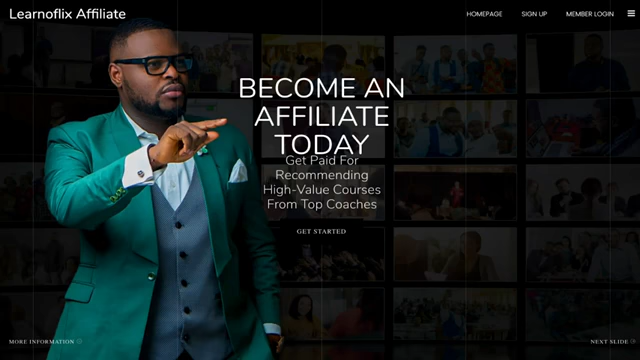 Learnoflix Affiliate
HOMEPAGE
SIGN UP
MEMBER LOGIN
BECOME AN
AFFILIATE
TODAY
Get Paid For
Recommending
High-Value Courses
From Top Coaches
GET STARTED
MORE INFORMATION
NEXT SLIDE